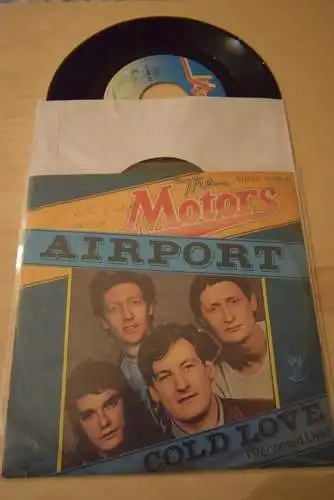 The
Motors
AIRPORT
COLD LOVE
(Recorded Live)